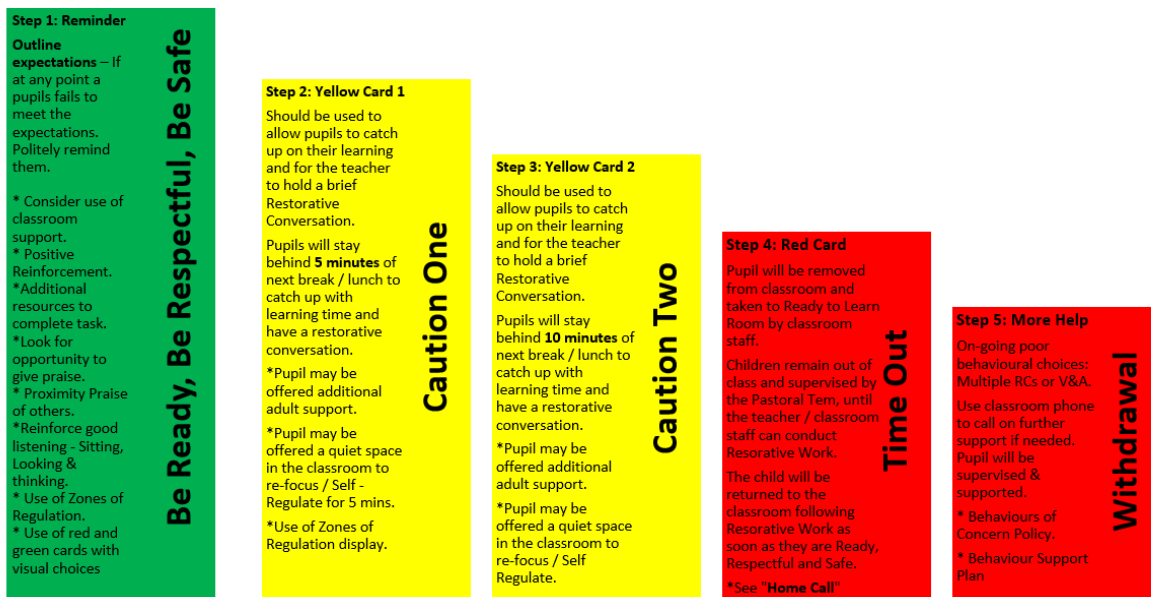 Step 1: Reminder
Outline
expectations – If
at any point a
pupils fails to
meet the
expectations.
Politely remind
them.
* Consider use of
classroom
support.
* Positive
Reinforcement.
*Additional
resources to
complete task.
*Look for
opportunity to
give praise.
* Proximity Praise
of others.
*Reinforce good
listening - Sitting,
Looking &
thinking.
* Use of Zones of
Regulation.
* Use of red and
green cards with
visual choices
Be Ready, Be Respectful, Be Safe
Step 2: Yellow Card 1
Should be used to
allow pupils to catch
up on their learning
and for the teacher
to hold a brief
Restorative
Conversation.
Pupils will stay
behind 5 minutes of
next break / lunch to
catch up with
learning time and
have a restorative
conversation.
*Pupil may be
offered additional
adult support.
*Pupil may be
offered a quiet space
in the classroom to
re-focus / Self -
Regulate for 5 mins.
*Use of Zones of
Regulation display.
Caution One
Step 3: Yellow Card 2
Should be used to
allow pupils to catch
up on their learning
and for the teacher
to hold a brief
Restorative
Conversation.
Pupils will stay
behind 10 minutes of
next break / lunch to
catch up with
learning time and
have a restorative
conversation.
*Pupil may be
offered additional
adult support.
*Pupil may be
offered a quiet space
in the classroom to
re-focus / Self
Regulate.
Caution Two
Step 4: Red Card
Pupil will be removed
from classroom and
taken to Ready to Learn
Room by classroom
staff.
Children remain out of
class and supervised by
the Pastoral Tem, until
the teacher / classroom
staff can conduct
Resorative Work.
The child will be
returned to the
classroom following
Resorative Work as
soon as they are Ready,
Respectful and Safe.
*See "Home Call"
Time Out
Step 5: More Help
On-going poor
behavioural choices:
Multiple RCs or V&A.
Use classroom phone
to call on further
support if needed.
Pupil will be
supervised &
supported.
* Behaviours of
Concern Policy.
* Behaviour Support
Plan
Withdrawal